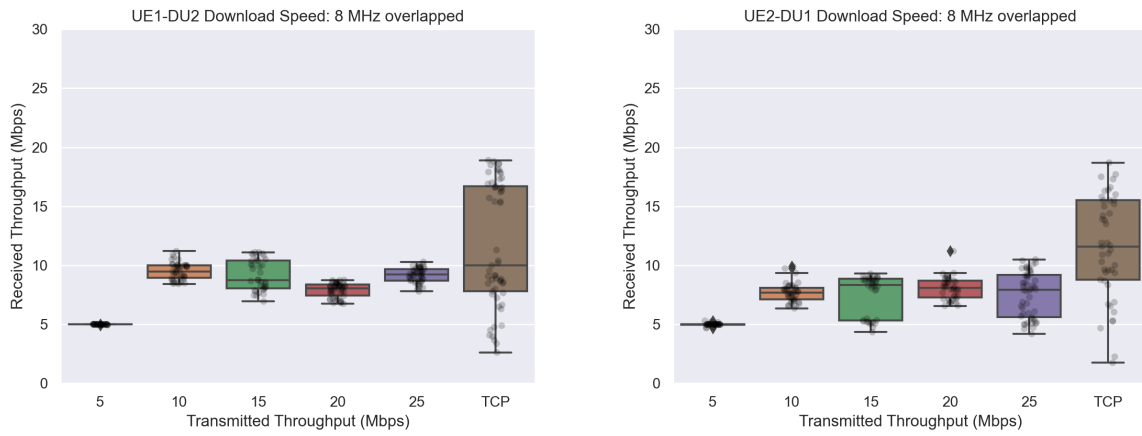 UE1-DU2 Download Speed: 8 MHz overlapped
30
25
20
15
10
5
0
Received Throughput (Mbps)
5 10 15 20 25 TCP
Transmitted Throughput (Mbps)
UE2-DU1 Download Speed: 8 MHz overlapped
30
25
20
15
10
5
0
Received Throughput (Mbps)
5 10 15 20 25 TCP
Transmitted Throughput (Mbps)